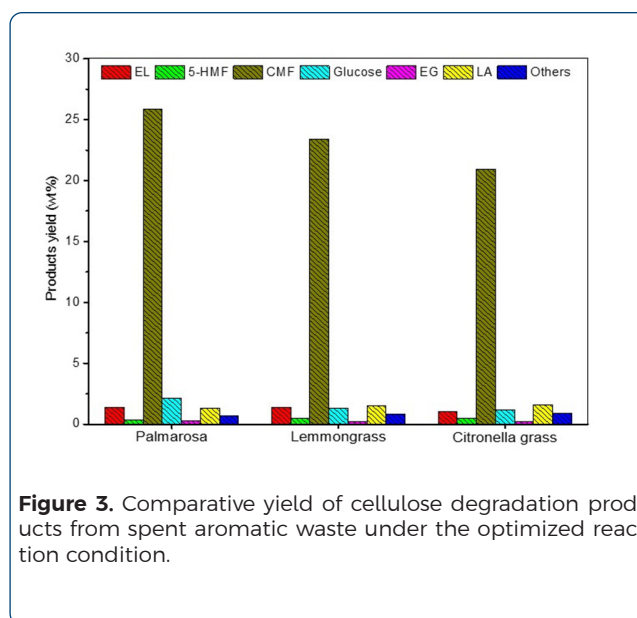 30
EL 5-HMF CMF Glucose EG LA Others
25
20
15
10
5
0
Products yield (wt%)
Palmarosa Lemmongrass Citronella grass
Figure 3. Comparative yield of cellulose degradation prod
ucts from spent aromatic waste under the optimized reac
tion condition.